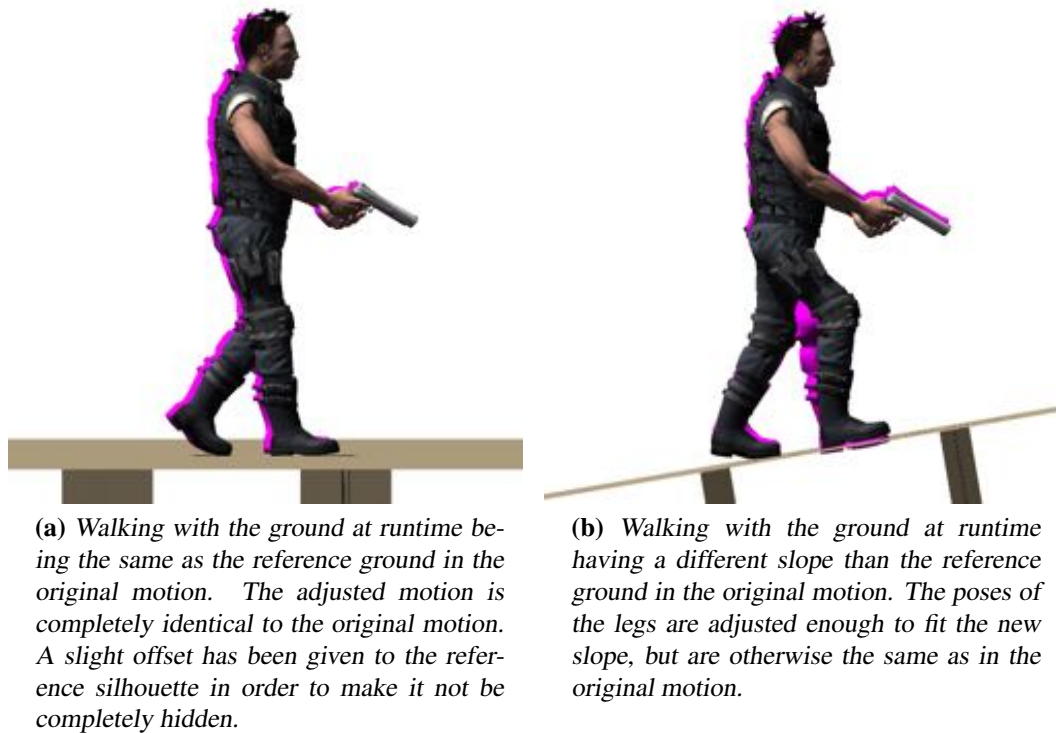 (a) Walking with the ground at runtime be-
ing the same as the reference ground in the
original motion. The adjusted motion is
completely identical to the original motion.
A slight offset has been given to the refer-
ence silhouette in order to make it not be
completely hidden.
(b) Walking with the ground at runtime
having a different slope than the reference
ground in the original motion. The poses of
the legs are adjusted enough to fit the new
slope, but are otherwise the same as in the
original motion.